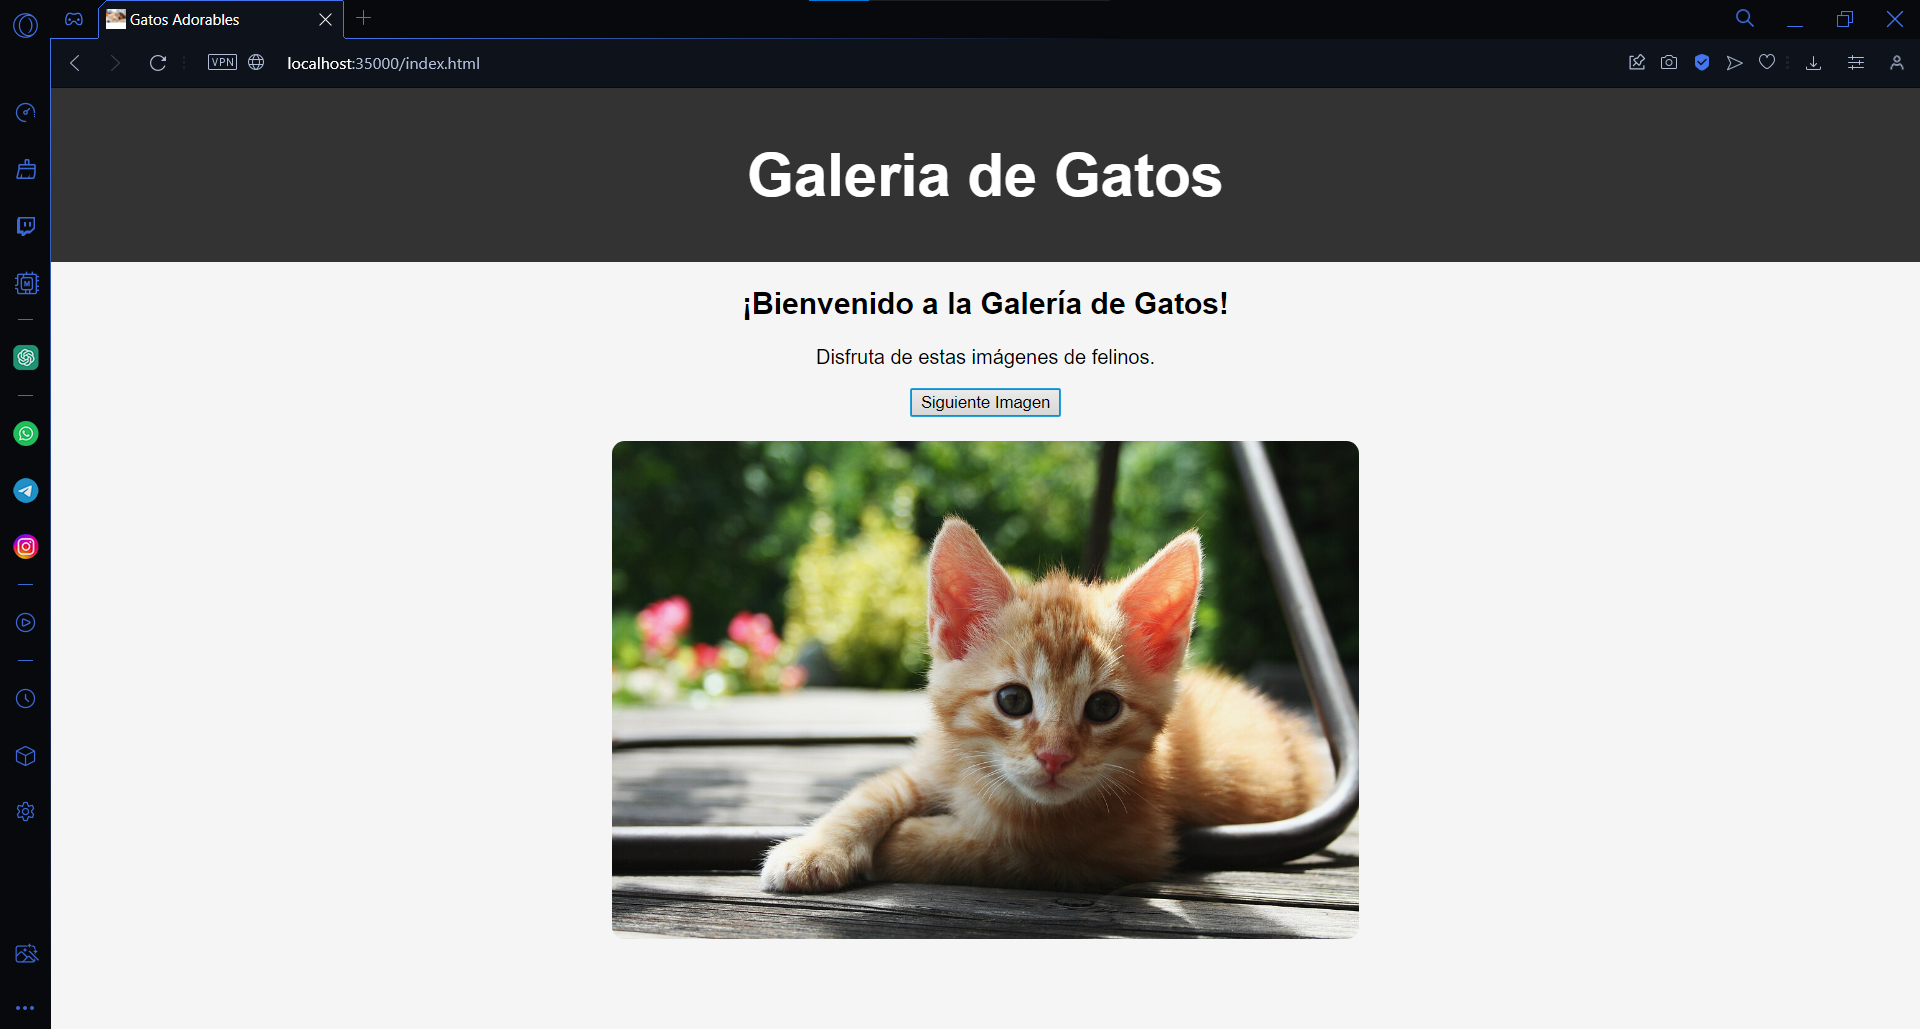 Gatos Adorables
VPN
localhost:35000/index.html
Galeria de Gatos
¡Bienvenido a la Galería de Gatos!
Disfruta de estas imágenes de felinos.
Siguiente Imagen